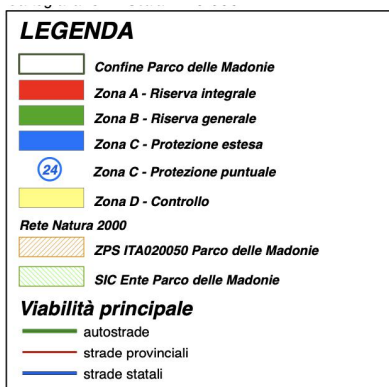 LEGENDA
Confine Parco delle Madonie
Zona A - Riserva integrale
Zona B - Riserva generale
Zona C - Protezione estesa
24 Zona C - Protezione puntuale
Zona D - Controllo
Rete Natura 2000
ZPS ITA020050 Parco delle Madonie
SIC Ente Parco delle Madonie
Viabilità principale
autostrade
strade provinciali
strade statali